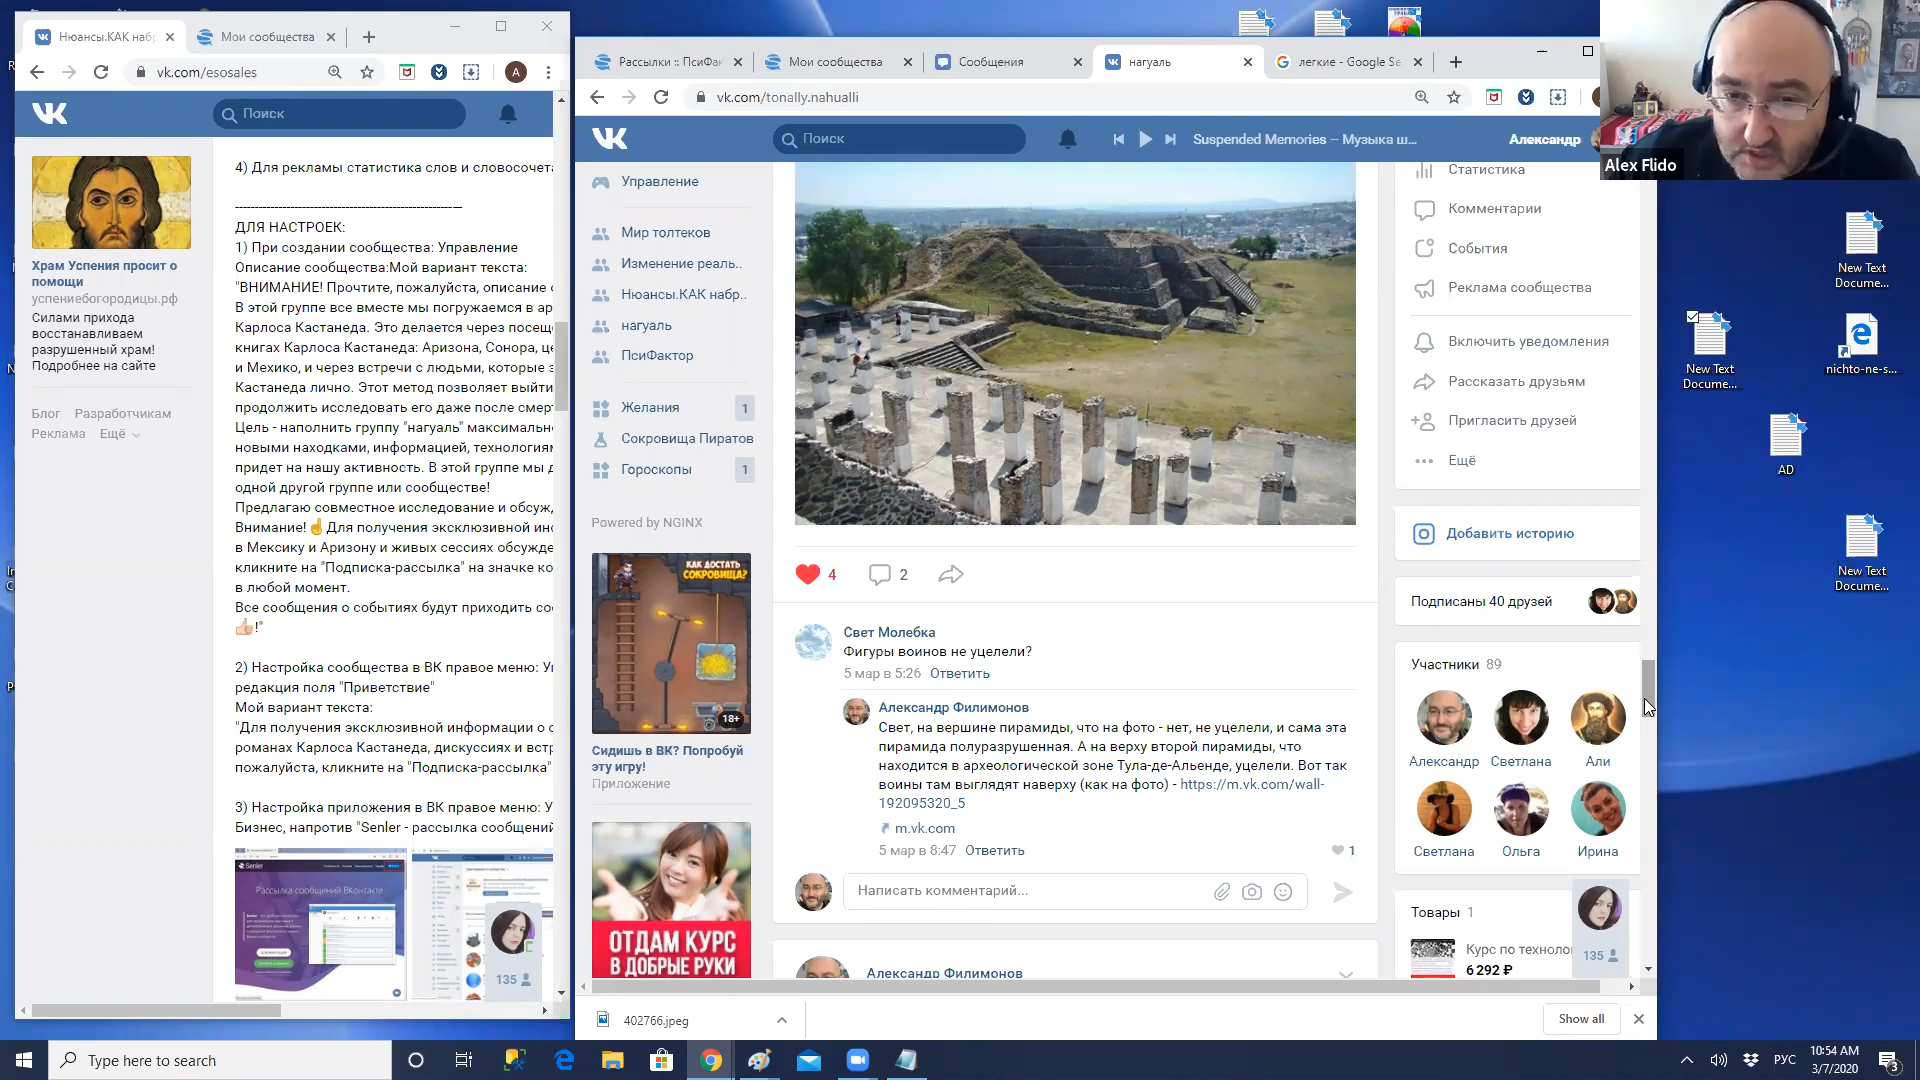 Нюансы.КАК наб
Мои сообщества
vk.com/esosales
Поиск
Храм Успения просит о
помощи
успениебогородицы.рф
Силами прихода
восстанавливаем
разрушенный храм!
Подробнее на сайте
Блог Разработчикам
Реклама Ещё
4) Для рекламы статистика слов и словосочета
ДЛЯ НАСТРОЕК:
1) При создании сообщества: Управление
Описание сообщества:Мой вариант текста:
"ВНИМАНИЕ! Прочтите, пожалуйста, описание
В этой группе все вместе мы погружаемся в ар
Карлоса Кастанеда. Это делается через посещ
книгах Карлоса Кастанеда: Аризона, Сонора, це
и Мехико, и через встречи с людьми, которые
Кастанеда лично. Этот метод позволяет выйти
продолжить исследовать его даже после смер
Цель - наполнить группу "нагуаль" максимальн
новыми находками, информацией, технология
придет на нашу активность. В этой группе мы
одной другой группе или сообществе!
Предлагаю совместное исследование и обсуж
Внимание!☝Для получения эксклюзивной ин
в Мексику и Аризону и живых сессиях обсужде
кликните на "Подписка-рассылка" на значке ко
в любой момент.
Все сообщения о событиях будут приходить со
👍!"
2) Настройка сообщества в ВК правое меню: У
редакция поля "Приветствие"
Мой вариант текста:
"Для получения эксклюзивной информации о
романах Карлоса Кастанеда, дискуссиях и вст
пожалуйста, кликните на "Подписка-рассылка"
3) Настройка приложения в ВК правое меню: У
Бизнес, напротив "Senler - рассылка сообщений
Senler
Рассылка сообщений ВКонтакте
135
Рассылки :: ПсиФа
Мои сообщества
Сообщения
нагуаль
легкие - Google Se
vk.com/tonally.nahualli
Поиск
Suspended Memories – Музыка ш...
Александр
Управление
Мир толтеков
Изменение реаль..
Нюансы.КАК набр..
нагуаль
ПсиФактор
Желания 1
Сокровища Пиратов
Гороскопы 1
Powered by NGINX
КАК ДОСТАТЬ
СОКРОВИЩА?
18+
Сидишь в ВК? Попробуй
эту игру!
Приложение
ОТДАМ КУРС
В ДОБРЫЕ РУКИ
4
2
Свет Молебка
Фигуры воинов не уцелели?
5 мар в 5:26 Ответить
Александр Филимонов
Свет, на вершине пирамиды, что на фото - нет, не уцелели, и сама эта
пирамида полуразрушенная. А на верху второй пирамиды, что
находится в археологической зоне Тула-де-Альенде, уцелели. Вот так
воины там выглядят наверху (как на фото) - https://m.vk.com/wall-
192095320_5
m.vk.com
5 мар в 8:47 Ответить
1
Написать комментарий...
Александр Филимонов
Статистика
Комментарии
События
Реклама сообщества
Включить уведомления
Рассказать друзьям
Пригласить друзей
Ещё
Добавить историю
Подписаны 40 друзей
Участники 89
Александр Светлана Али
Светлана Ольга Ирина
Товары 1
Курс по техноло
6 292 ₽
135
402766.jpeg
Show all
Alex Flido
New Text
Docume...
New Text
Docume...
nichto-ne-s...
AD
New Text
Docume...
Type here to search
РУС
10:54 AM
3/7/2020
3